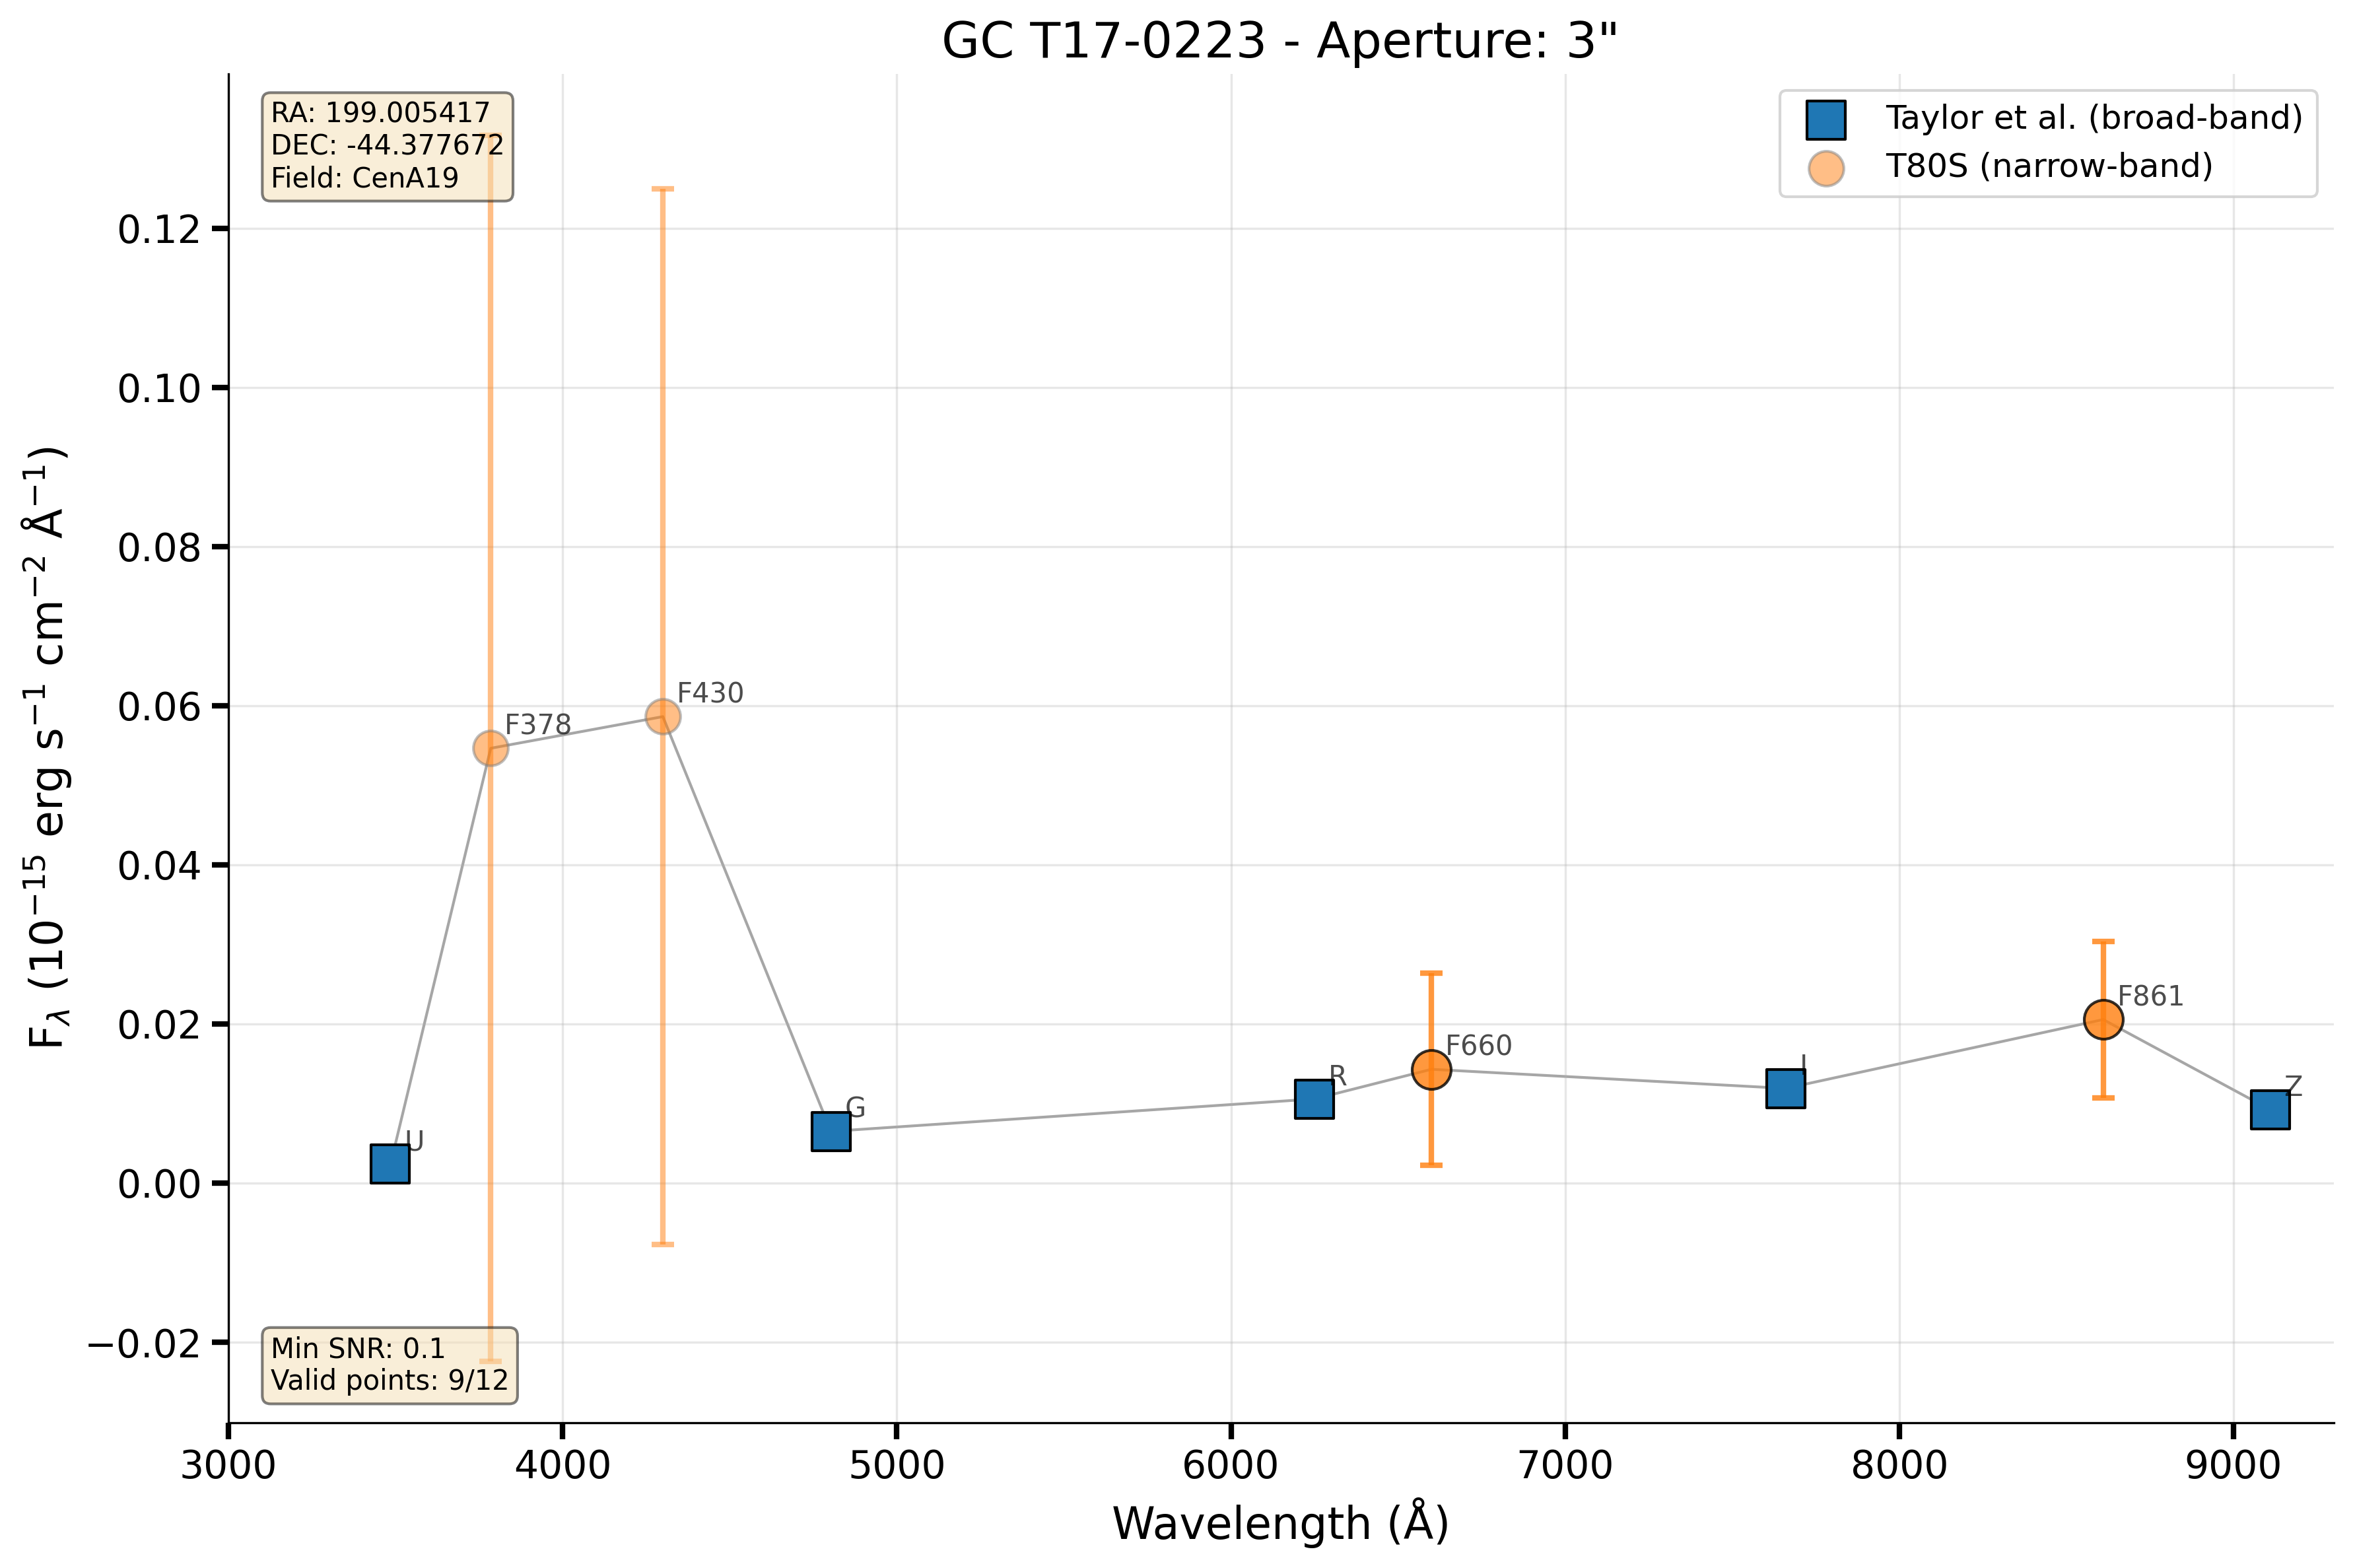 GC T17-0223 - Aperture: 3"
RA: 199.005417
DEC: -44.377672
Field: CenA19
Taylor et al. (broad-band)
T80S (narrow-band)
F_λ (10⁻¹⁵ erg s⁻¹ cm⁻² Å⁻¹)
0.12
0.10
0.08
0.06
0.04
0.02
0.00
−0.02
U
F378
F430
G
R
F660
I
F861
Z
Min SNR: 0.1
Valid points: 9/12
3000
4000
5000
6000
7000
8000
9000
Wavelength (Å)